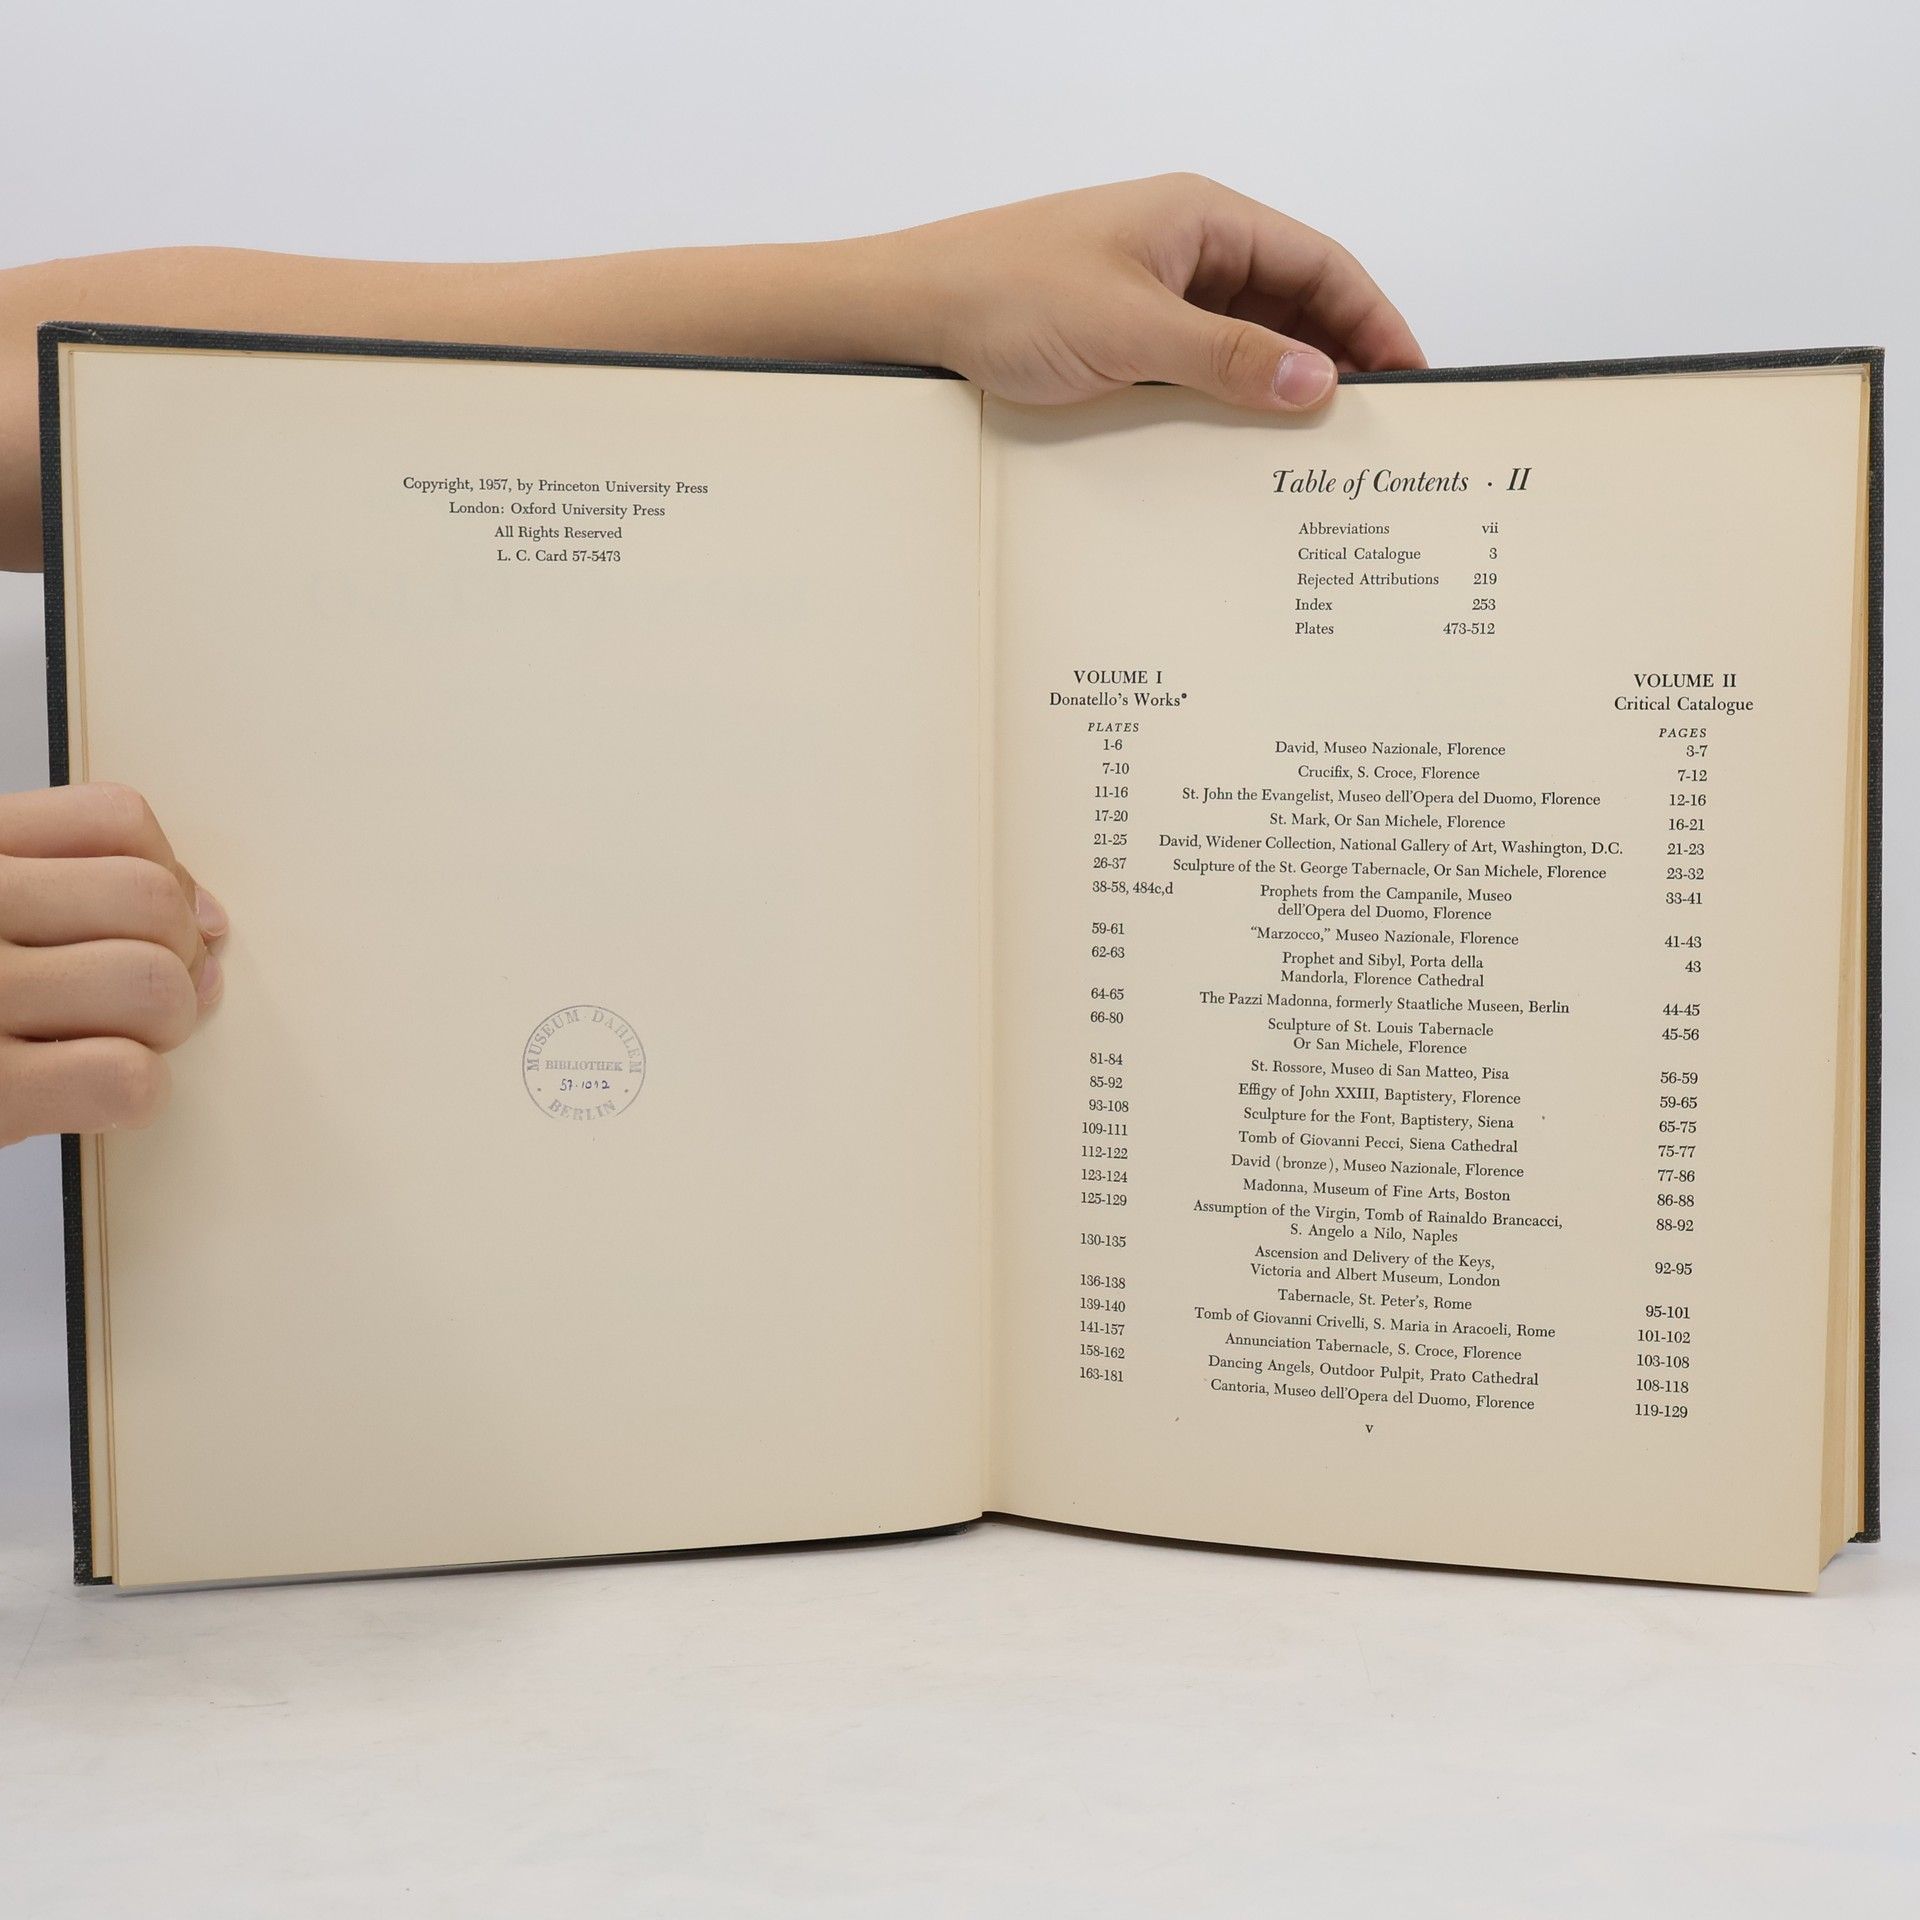 Copyright, 1957, by Princeton University Press
London: Oxford University Press
All Rights Reserved
L. C. Card 57-5473
MUSEUM DAHLEM
BIBLIOTHEK
57.1012
BERLIN
Table of Contents · II
Abbreviations vii
Critical Catalogue 3
Rejected Attributions 219
Index 253
Plates 473-512
VOLUME I VOLUME II
Donatello's Works* Critical Catalogue
PLATES PAGES
1-6 David, Museo Nazionale, Florence 3-7
7-10 Crucifix, S. Croce, Florence 7-12
11-16 St. John the Evangelist, Museo dell'Opera del Duomo, Florence 12-16
17-20 St. Mark, Or San Michele, Florence 16-21
21-25 David, Widener Collection, National Gallery of Art, Washington, D.C. 21-23
26-37 Sculpture of the St. George Tabernacle, Or San Michele, Florence 23-32
38-58, 484c,d Prophets from the Campanile, Museo 33-41
dell'Opera del Duomo, Florence
59-61 "Marzocco," Museo Nazionale, Florence 41-43
62-63 Prophet and Sibyl, Porta della 43
Mandorla, Florence Cathedral
64-65 The Pazzi Madonna, formerly Staatliche Museen, Berlin 44-45
66-80 Sculpture of St. Louis Tabernacle 45-56
Or San Michele, Florence
81-84 St. Rossore, Museo di San Matteo, Pisa 56-59
85-92 Effigy of John XXIII, Baptistery, Florence 59-65
93-108 Sculpture for the Font, Baptistery, Siena 65-75
109-111 Tomb of Giovanni Pecci, Siena Cathedral 75-77
112-122 David (bronze), Museo Nazionale, Florence 77-86
123-124 Madonna, Museum of Fine Arts, Boston 86-88
125-129 Assumption of the Virgin, Tomb of Rainaldo Brancacci, 88-92
S. Angelo a Nilo, Naples
130-135 Ascension and Delivery of the Keys, 92-95
Victoria and Albert Museum, London
136-138 Tabernacle, St. Peter's, Rome 95-101
139-140 Tomb of Giovanni Crivelli, S. Maria in Aracoeli, Rome 101-102
141-157 Annunciation Tabernacle, S. Croce, Florence 103-108
158-162 Dancing Angels, Outdoor Pulpit, Prato Cathedral 108-118
163-181 Cantoria, Museo dell'Opera del Duomo, Florence 119-129
v